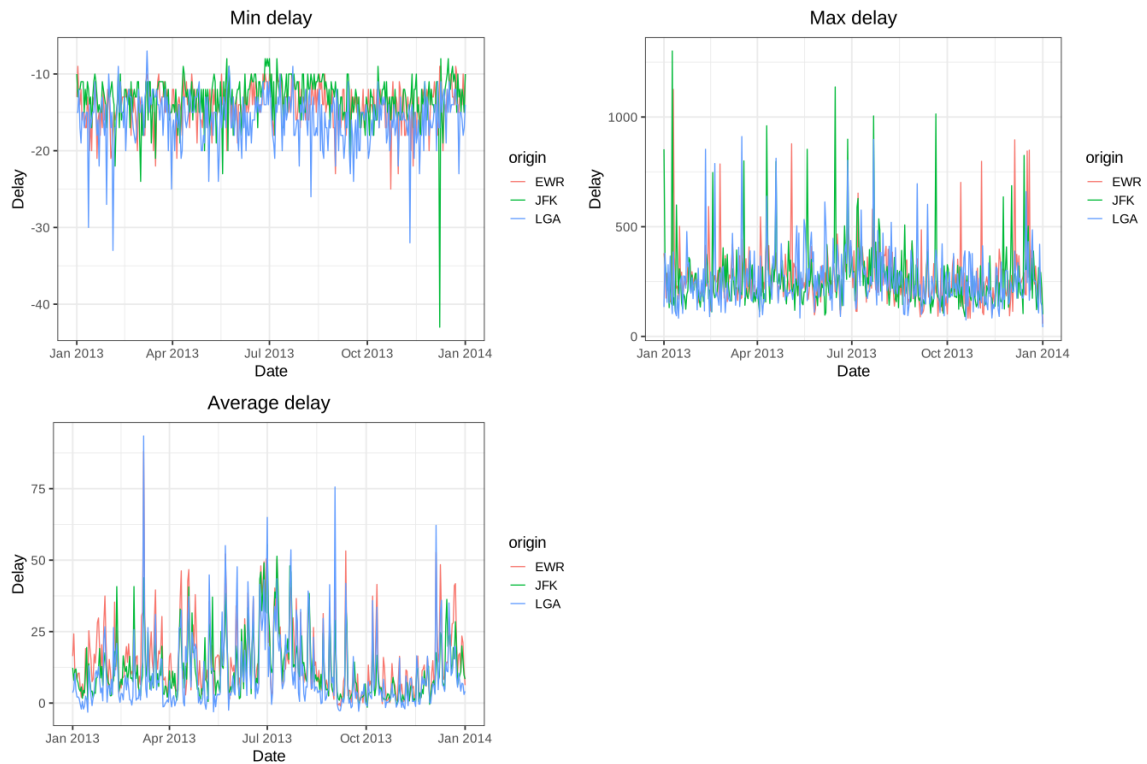 Min delay
Delay
-10
-20
-30
-40
Jan 2013 Apr 2013 Jul 2013 Oct 2013 Jan 2014
Date
origin
EWR
JFK
LGA
Max delay
Delay
1000
500
0
Jan 2013 Apr 2013 Jul 2013 Oct 2013 Jan 2014
Date
origin
EWR
JFK
LGA
Average delay
Delay
75
50
25
0
Jan 2013 Apr 2013 Jul 2013 Oct 2013 Jan 2014
Date
origin
EWR
JFK
LGA